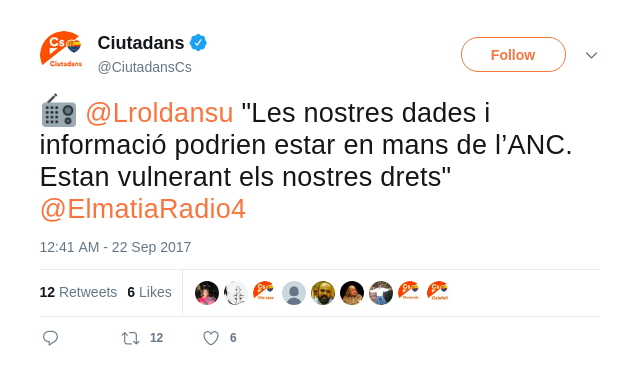 Cs
Ciutadans
Ciutadans
@CiutadansCs
Follow
@Lroldansu "Les nostres dades i
informació podrien estar en mans de l’ANC.
Estan vulnerant els nostres drets"
@ElmatiaRadio4
12:41 AM - 22 Sep 2017
12 Retweets 6 Likes
12 6